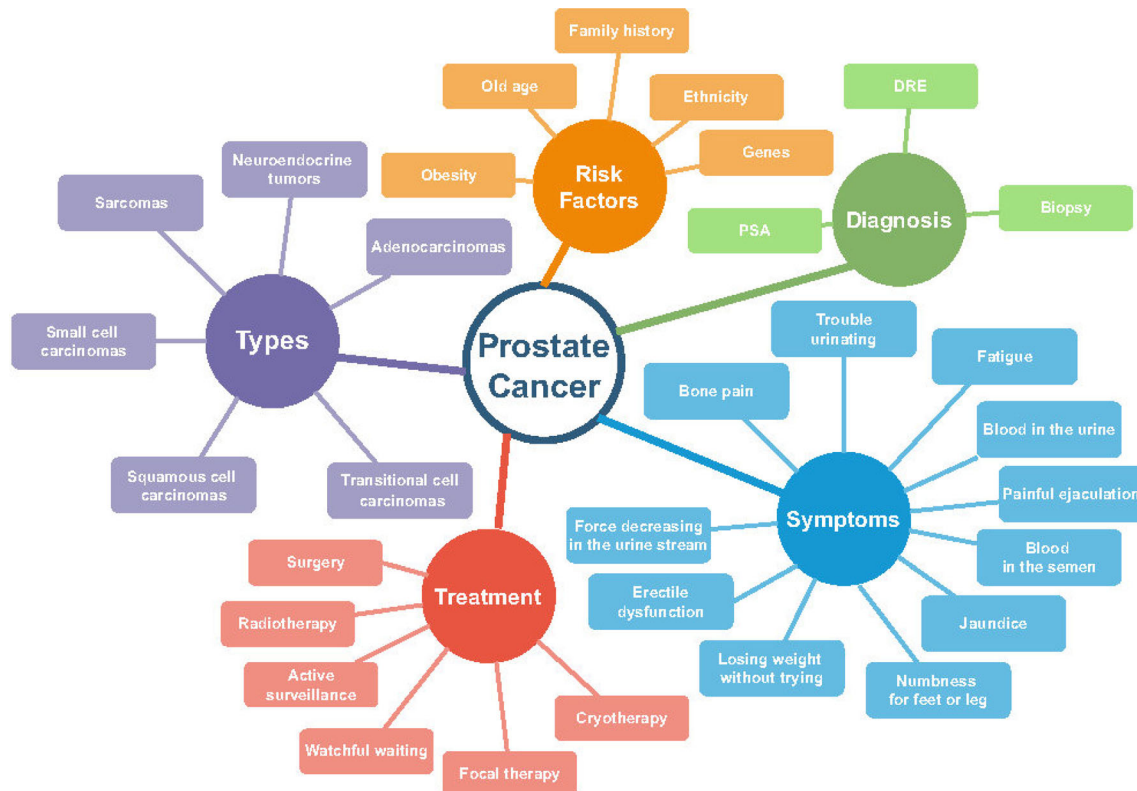 Family history
Old age
Ethnicity
Genes
Obesity
Risk
Factors
DRE
Biopsy
PSA
Diagnosis
Neuroendocrine
tumors
Sarcomas
Adenocarcinomas
Small cell
carcinomas
Types
Squamous cell
carcinomas
Transitional cell
carcinomas
Prostate
Cancer
Trouble
urinating
Fatigue
Bone pain
Blood in the urine
Painful ejaculation
Symptoms
Force decreasing
in the urine stream
Blood
in the semen
Erectile
dysfunction
Jaundice
Losing weight
without trying
Numbness
for feet or leg
Surgery
Treatment
Radiotherapy
Active
surveillance
Cryotherapy
Watchful waiting
Focal therapy